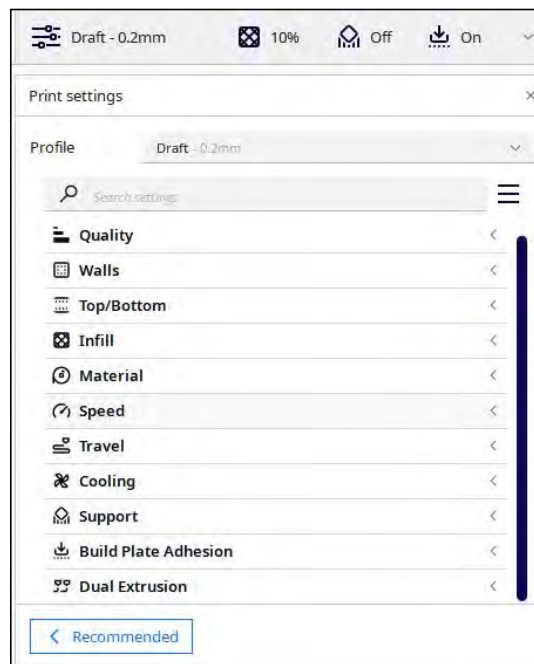 Draft - 0.2mm 10% Off On
Print settings
Profile Draft - 0.2mm
Search settings
Quality
Walls
Top/Bottom
Infill
Material
Speed
Travel
Cooling
Support
Build Plate Adhesion
Dual Extrusion
Recommended